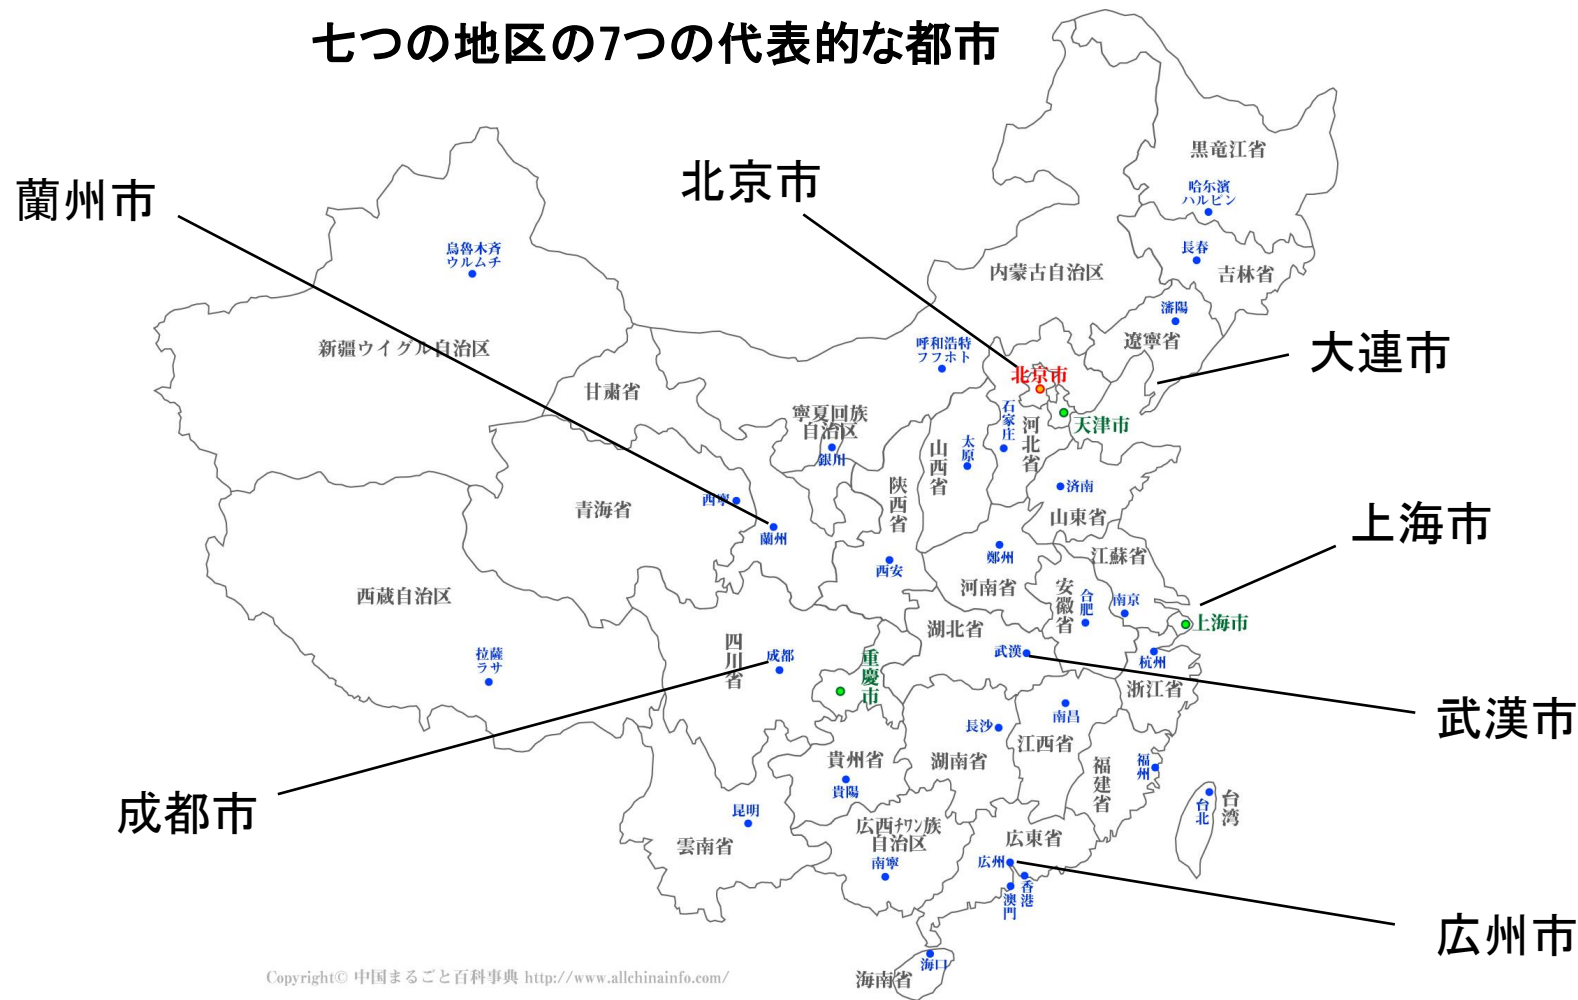 七つの地区の7つの代表的な都市
黒竜江省
哈尔濱
ハルビン
蘭州市
北京市
烏魯木斉
ウルムチ
長春
吉林省
内蒙古自治区
瀋陽
遼寧省
大連市
新疆ウイグル自治区
呼和浩特
フフホト
北京市
甘粛省
寧夏回族
自治区
銀川
山西省
太原
石家庄
河北省
天津市
陝西省
西寧
青海省
蘭州
済南
山東省
上海市
西安
鄭州
河南省
江蘇省
安徽省
合肥
南京
西蔵自治区
拉薩
ラサ
四川省
成都
重慶市
湖北省
武漢
上海市
杭州
浙江省
武漢市
長沙
湖南省
南昌
江西省
福建省
福州
貴州省
貴陽
成都市
昆明
雲南省
広西チワン族
自治区
南寧
広東省
広州
香港
澳門
台北
台湾
広州市
海口
海南省
Copyright© 中国まるごと百科事典 http://www.allchinainfo.com/